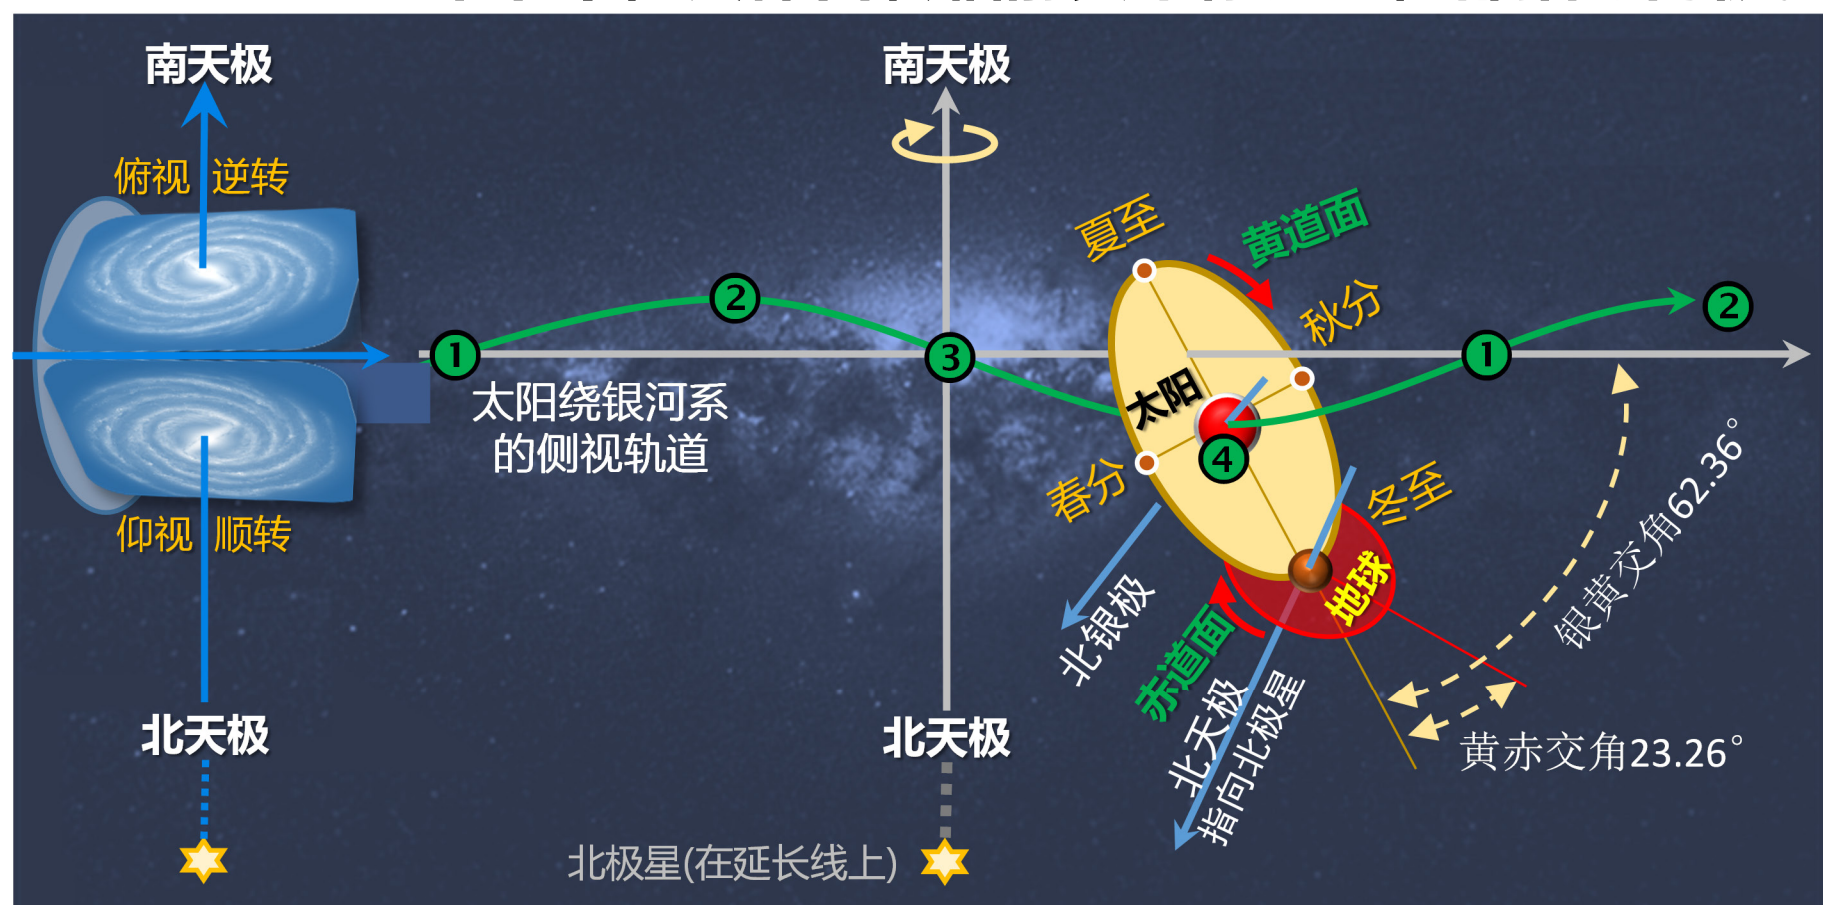 南天极
南天极
俯视 逆转
夏至
黄道面
秋分
②
②
①
③
①
太阳
太阳绕银河系
的侧视轨道
④
春分
冬至
仰视 顺转
银黄交角62.36°
地球
北银极
赤道面
北天极
指向北极星
北天极
北天极
黄赤交角23.26°
北极星(在延长线上)